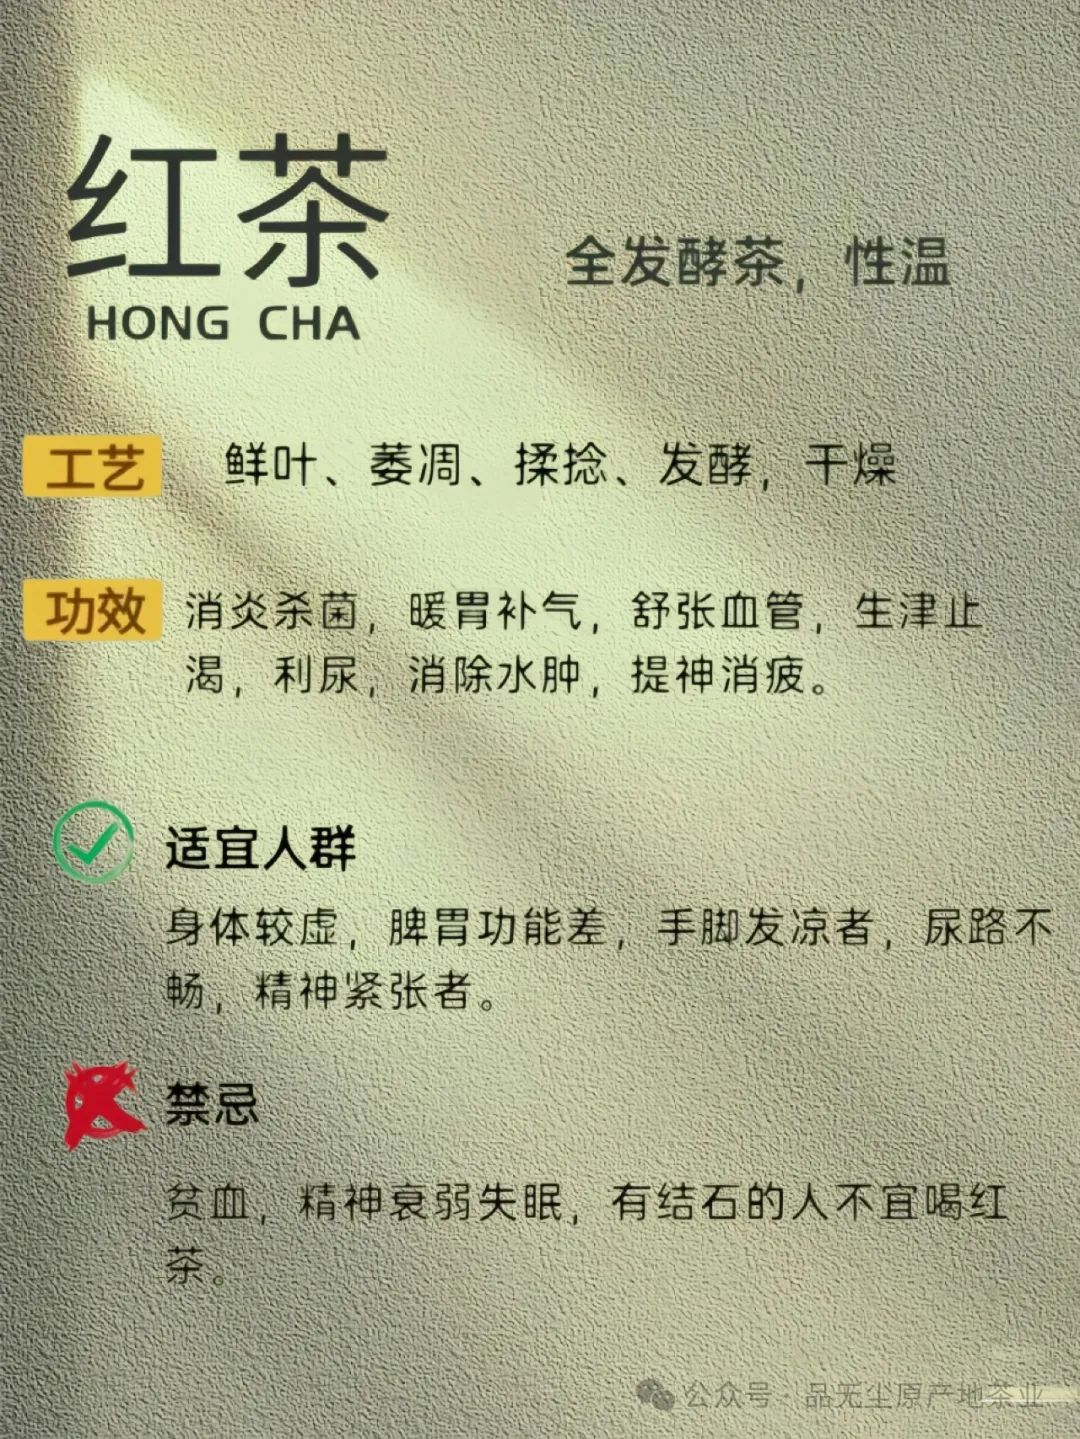 红茶
HONG CHA
全发酵茶，性温
工艺
鲜叶、萎凋、揉捻、发酵，干燥
功效
消炎杀菌，暖胃补气，舒张血管，生津止
渴，利尿，消除水肿，提神消疲。
适宜人群
身体较虚，脾胃功能差，手脚发凉者，尿路不
畅，精神紧张者。
禁忌
贫血，精神衰弱失眠，有结石的人不宜喝红
茶。
公众号·品无尘原产地茶业